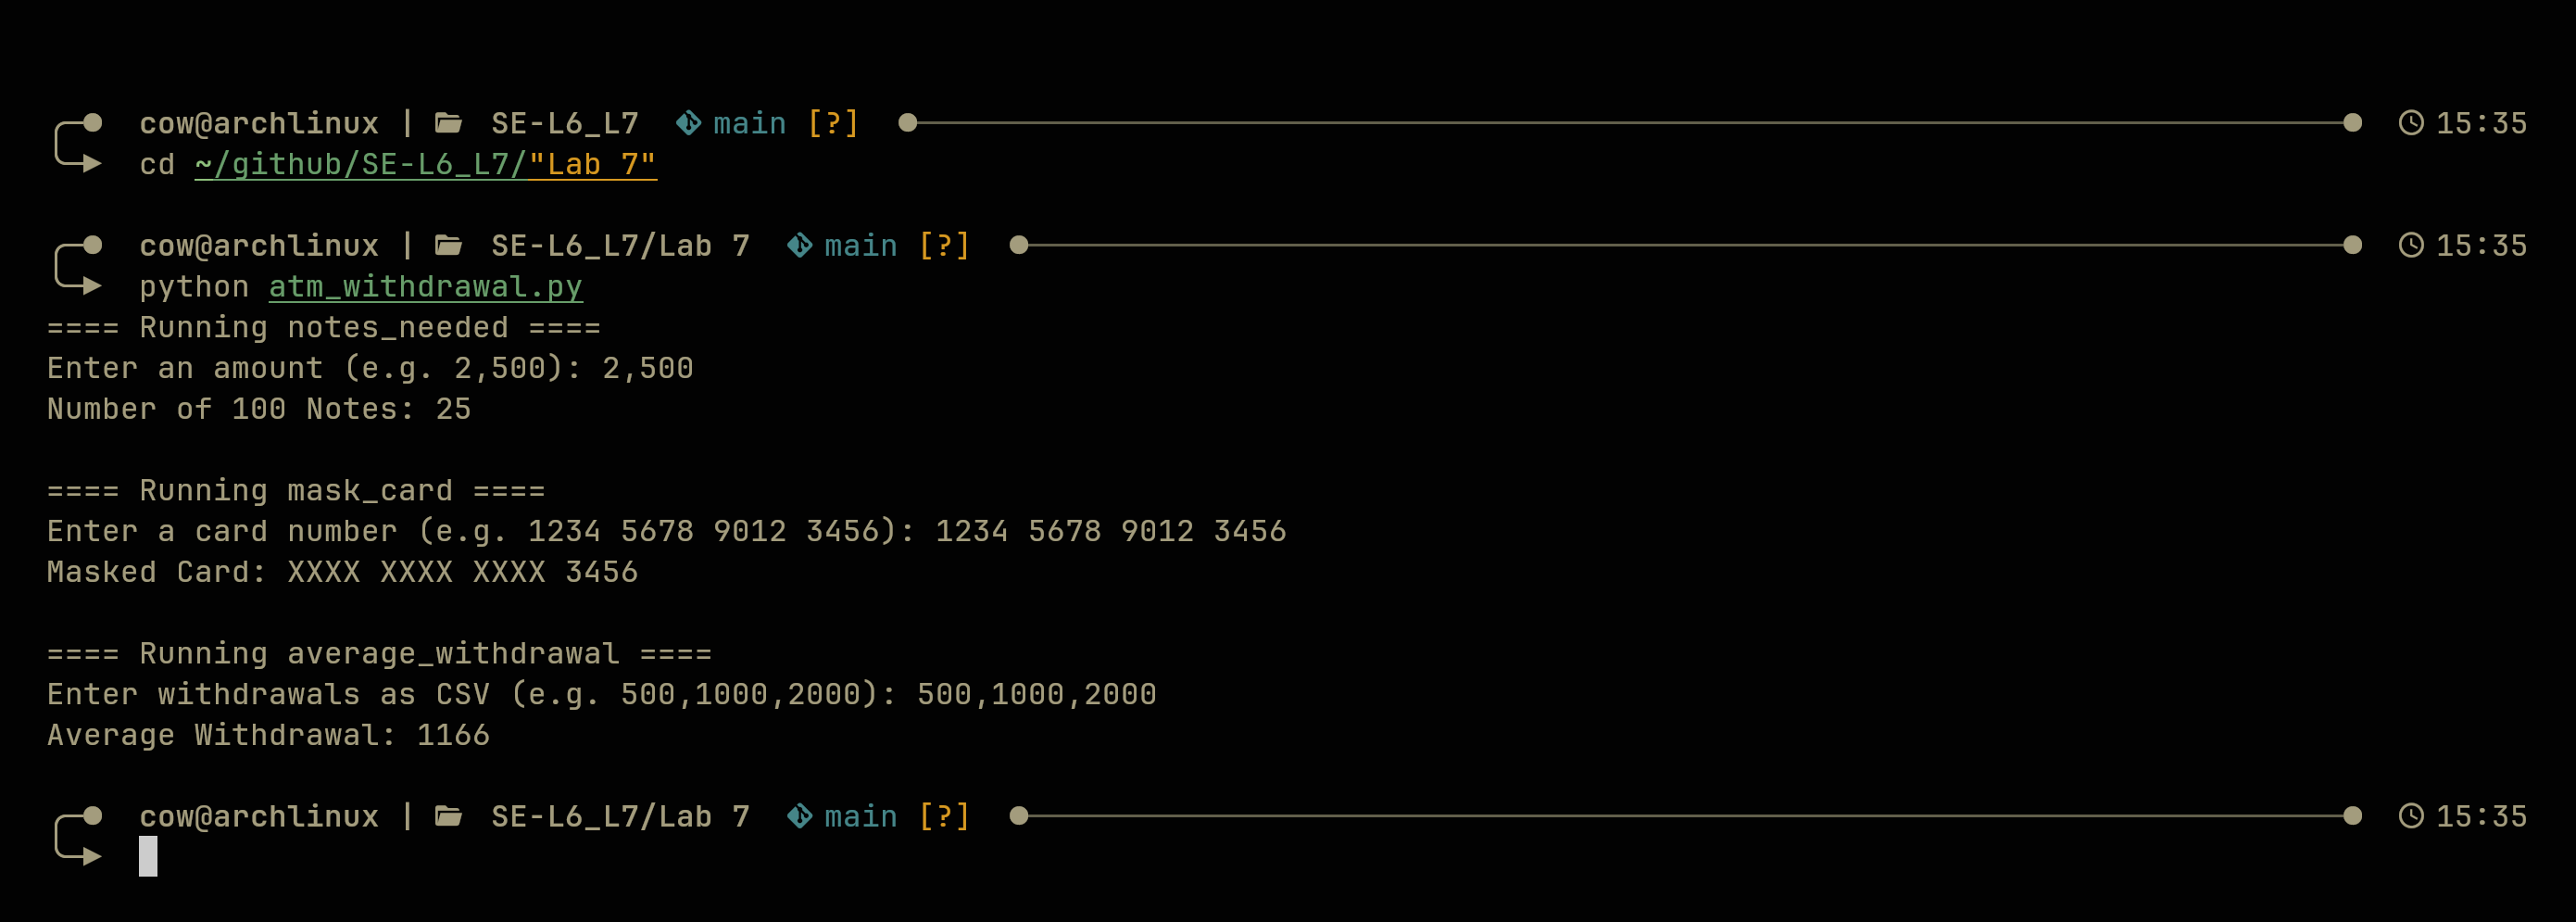 cow@archlinux | SE-L6_L7 main [?] 15:35
cd ~/github/SE-L6_L7/"Lab 7"
cow@archlinux | SE-L6_L7/Lab 7 main [?] 15:35
python atm_withdrawal.py
==== Running notes_needed ====
Enter an amount (e.g. 2,500): 2,500
Number of 100 Notes: 25
==== Running mask_card ====
Enter a card number (e.g. 1234 5678 9012 3456): 1234 5678 9012 3456
Masked Card: XXXX XXXX XXXX 3456
==== Running average_withdrawal ====
Enter withdrawals as CSV (e.g. 500,1000,2000): 500,1000,2000
Average Withdrawal: 1166
cow@archlinux | SE-L6_L7/Lab 7 main [?] 15:35